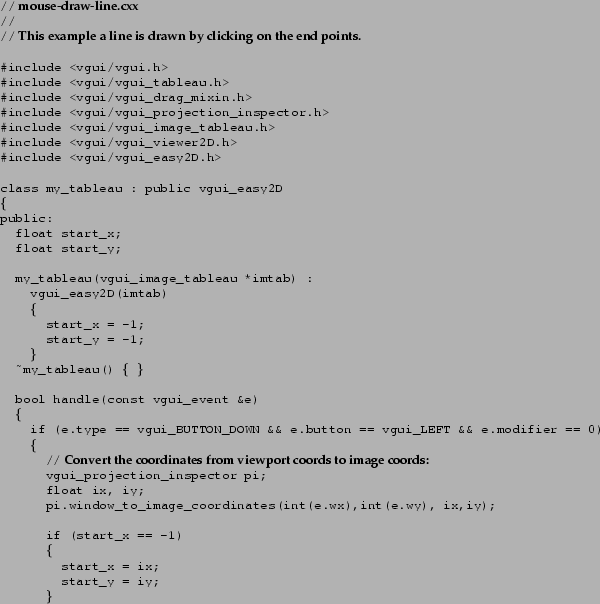 // mouse-draw-line.cxx
//
// This example a line is drawn by clicking on the end points.
#include <vgui/vgui.h>
#include <vgui/vgui_tableau.h>
#include <vgui/vgui_drag_mixin.h>
#include <vgui/vgui_projection_inspector.h>
#include <vgui/vgui_image_tableau.h>
#include <vgui/vgui_viewer2D.h>
#include <vgui/vgui_easy2D.h>
class my_tableau : public vgui_easy2D
{
public:
float start_x;
float start_y;
my_tableau(vgui_image_tableau *imtab) :
vgui_easy2D(imtab)
{
start_x = -1;
start_y = -1;
}
~my_tableau() { }
bool handle(const vgui_event &e)
{
if (e.type == vgui_BUTTON_DOWN && e.button == vgui_LEFT && e.modifier == 0)
{
// Convert the coordinates from viewport coords to image coords:
vgui_projection_inspector pi;
float ix, iy;
pi.window_to_image_coordinates(int(e.wx),int(e.wy), ix,iy);
if (start_x == -1)
{
start_x = ix;
start_y = iy;
}